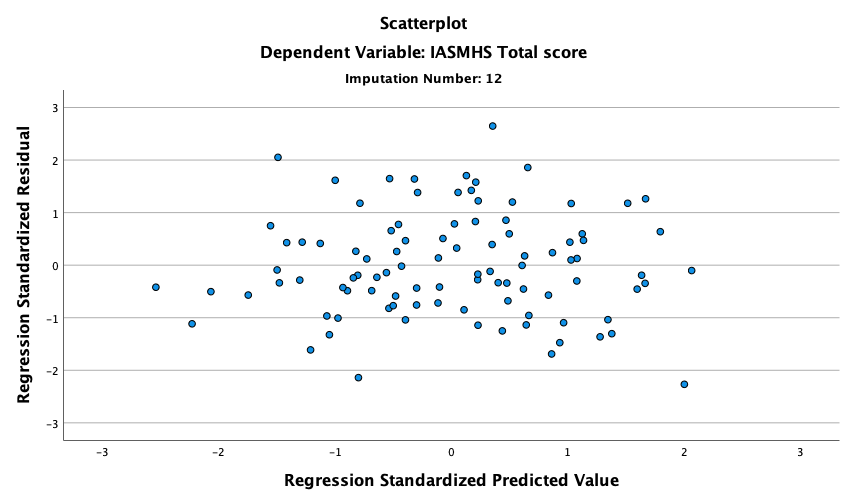 Scatterplot
Dependent Variable: IASMHS Total score
Imputation Number: 12
Regression Standardized Residual
3
2
1
0
−1
−2
−3
−3
−2
−1
0
1
2
3
Regression Standardized Predicted Value